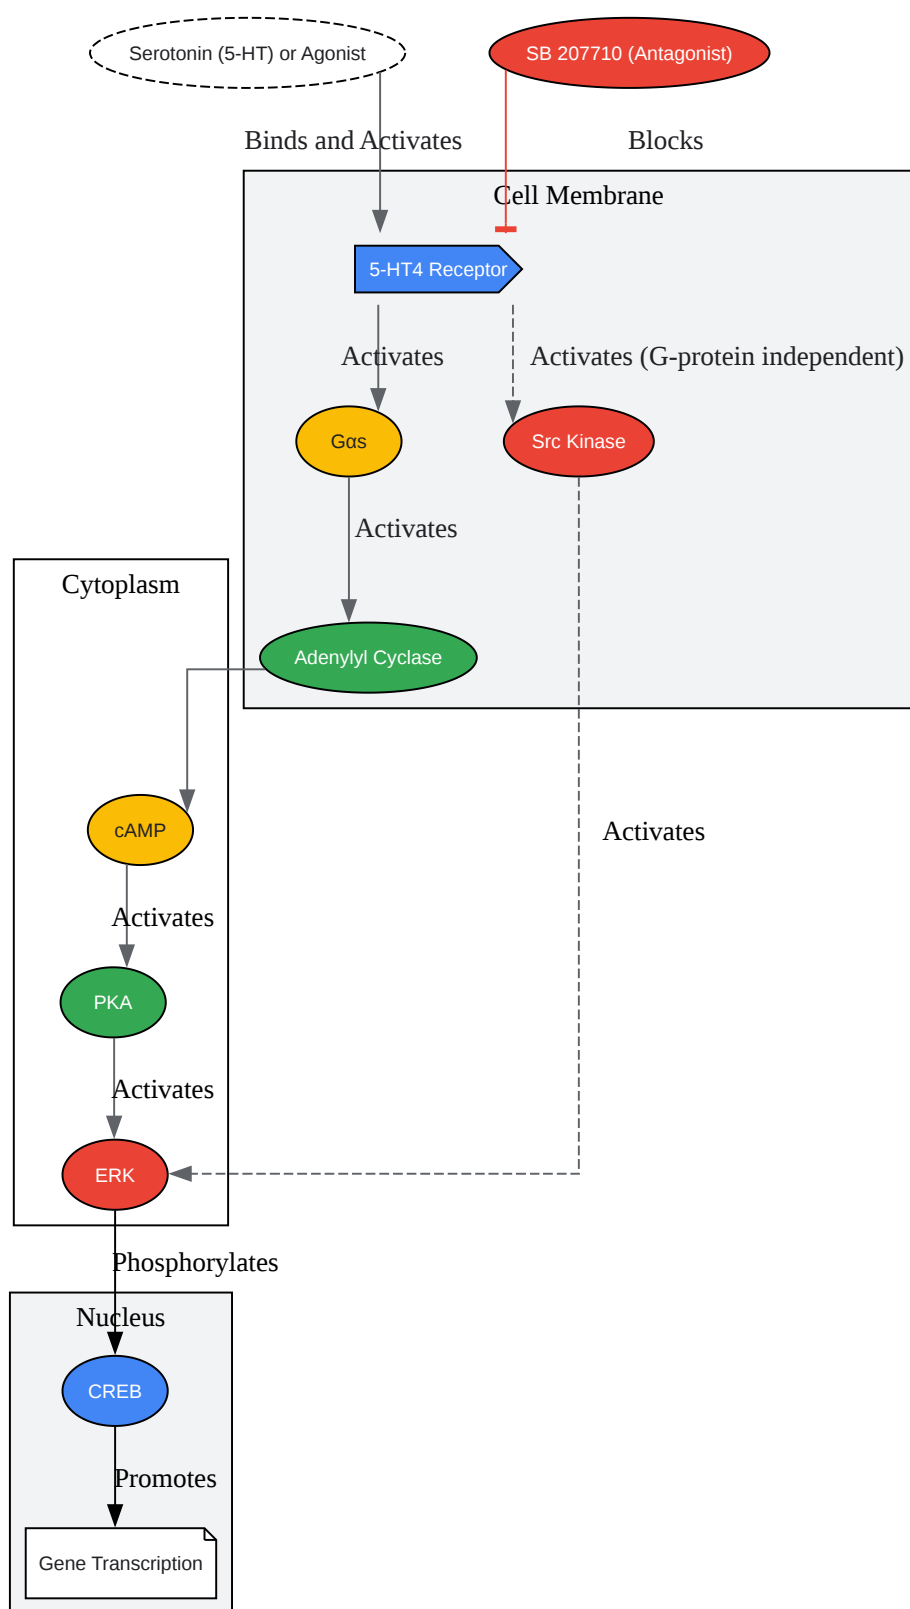 Serotonin (5-HT) or Agonist
SB 207710 (Antagonist)
Binds and Activates
Blocks
Cell Membrane
5-HT4 Receptor
Activates
Activates (G-protein independent)
Gαs
Src Kinase
Activates
Cytoplasm
Adenylyl Cyclase
cAMP
Activates
Activates
PKA
Activates
ERK
Phosphorylates
Nucleus
CREB
Promotes
Gene Transcription